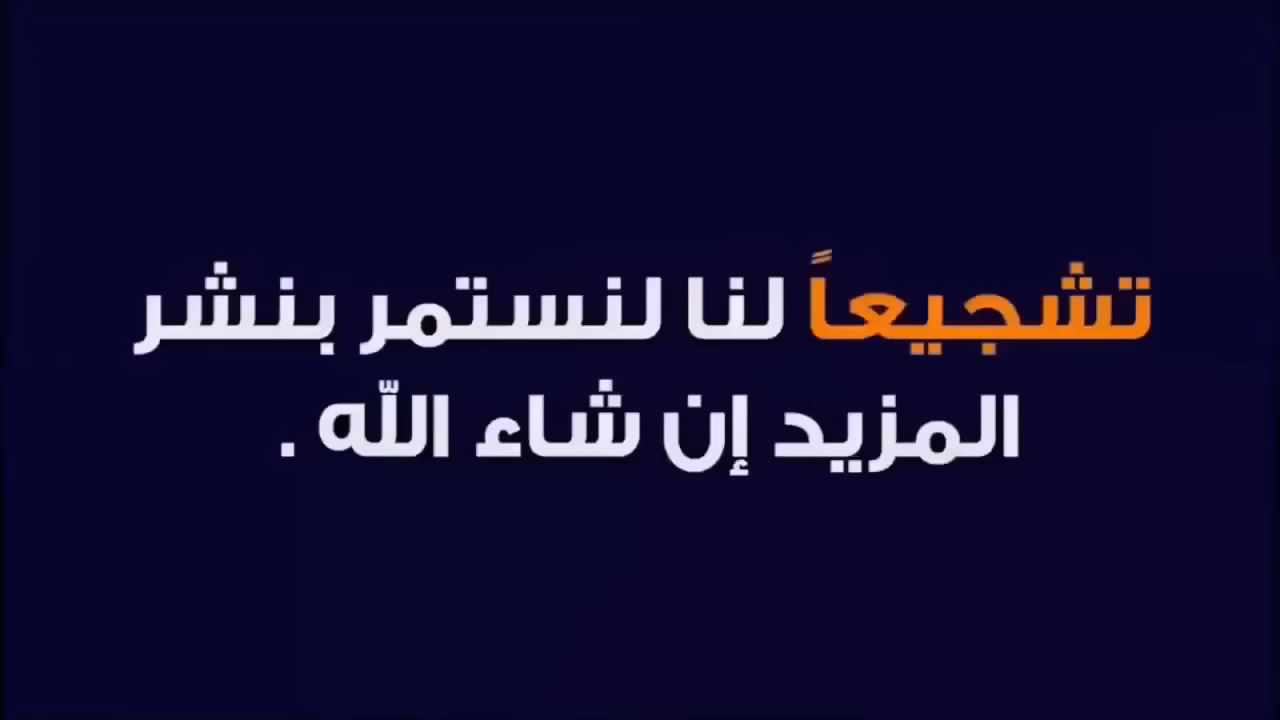 تشجيعاً لنا لنستمر بنشر
المزيد إن شاء الله .